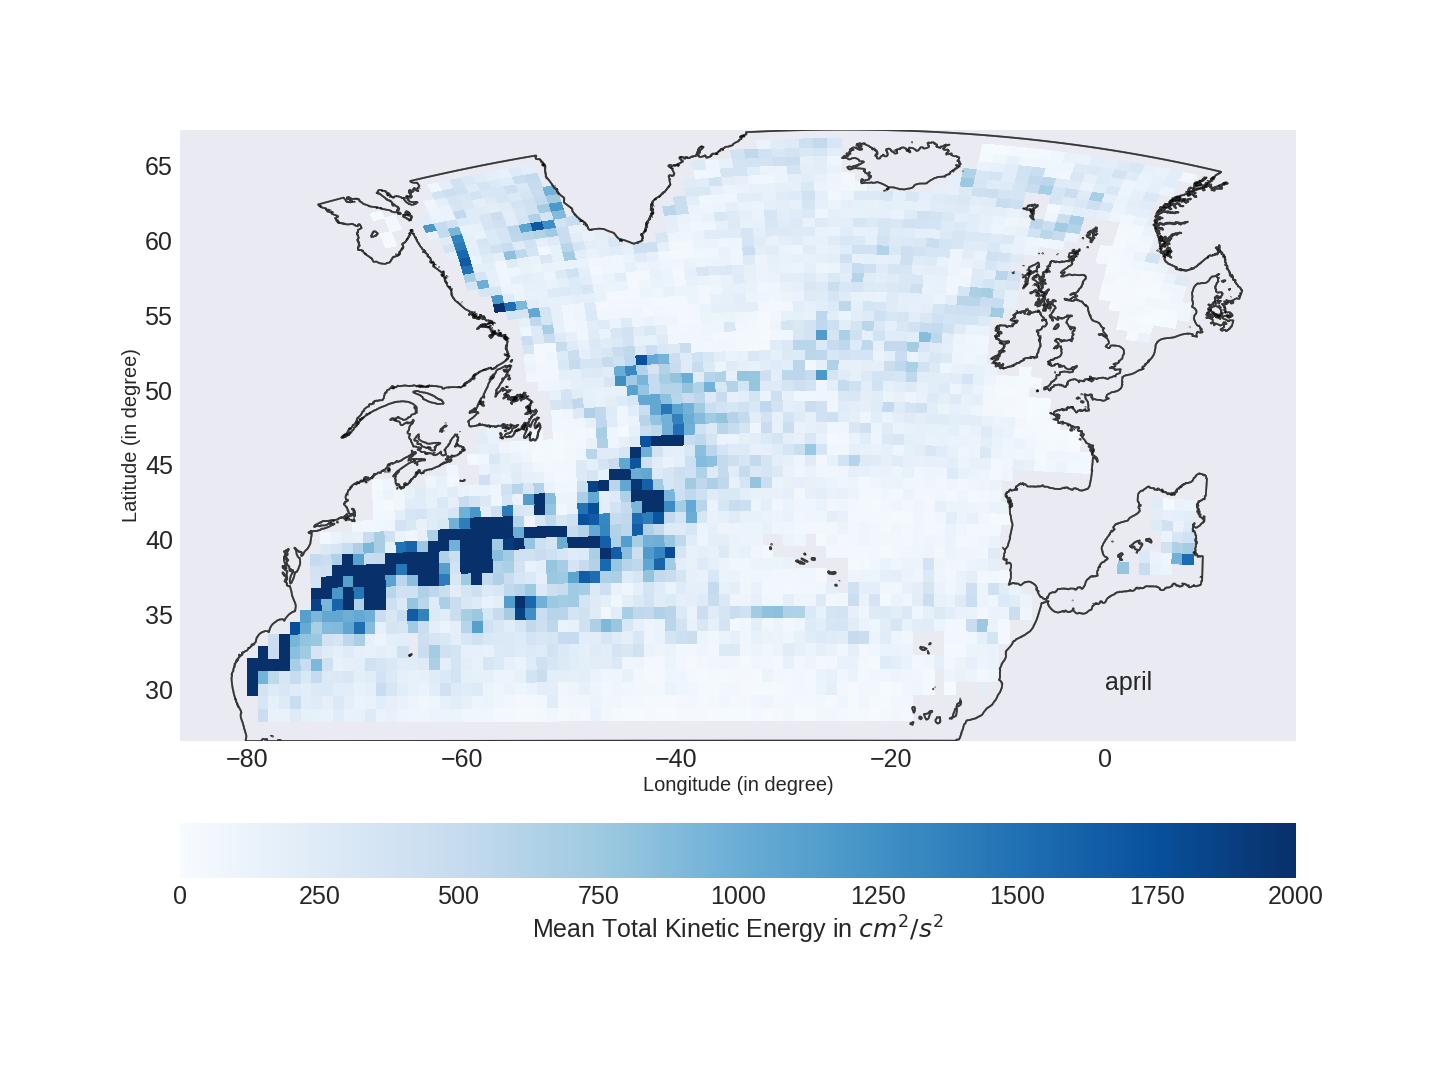 65
60
55
50
45
40
35
30
Latitude (in degree)
april
−80 −60 −40 −20 0
Longitude (in degree)
0 250 500 750 1000 1250 1500 1750 2000
Mean Total Kinetic Energy in cm²/s²